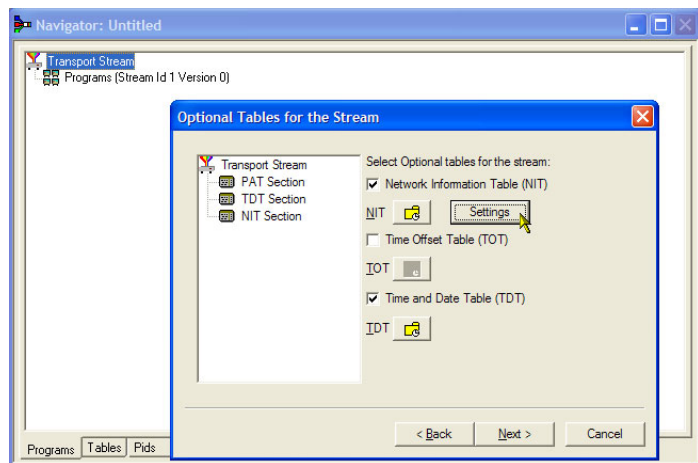 Navigator: Untitled
Transport Stream
Programs (Stream Id 1 Version 0)
Optional Tables for the Stream
Transport Stream
PAT Section
TDT Section
NIT Section
Select Optional tables for the stream:
Network Information Table (NIT)
NIT Settings
Time Offset Table (TOT)
TOT
Time and Date Table (TDT)
TDT
< Back Next > Cancel
Programs Tables Pids